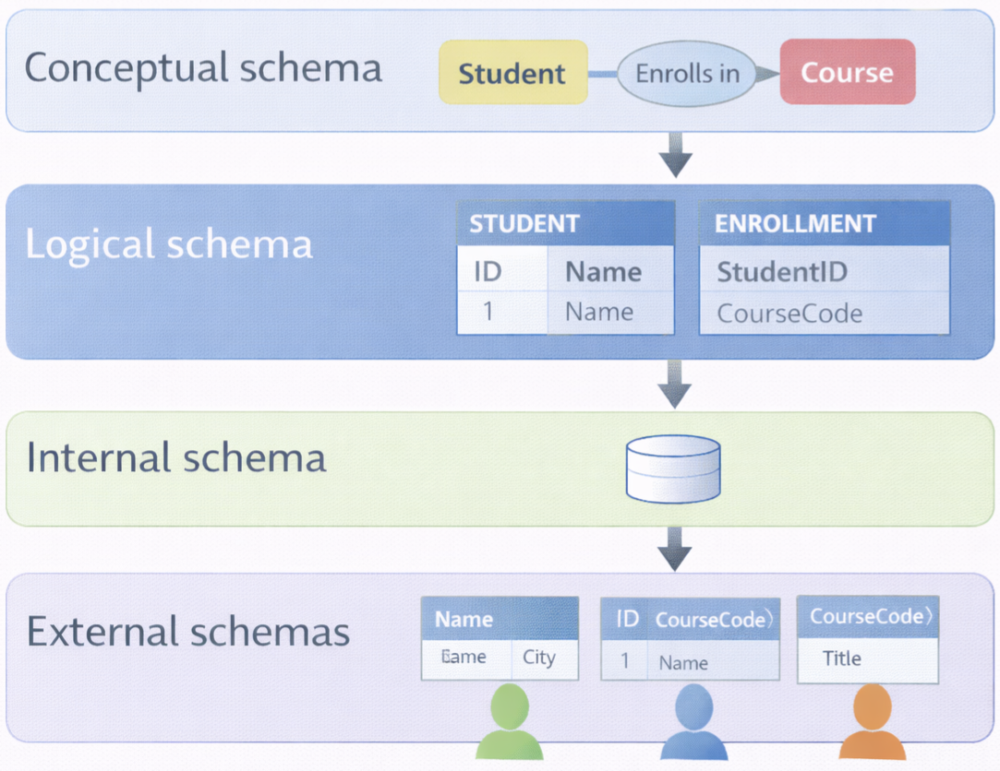 Conceptual schema
Student Enrolls in Course
Logical schema
STUDENT
ID Name
1 Name
ENROLLMENT
StudentID
CourseCode
Internal schema
External schemas
Name
City
ID CourseCode)
1 Name
CourseCode)
Title